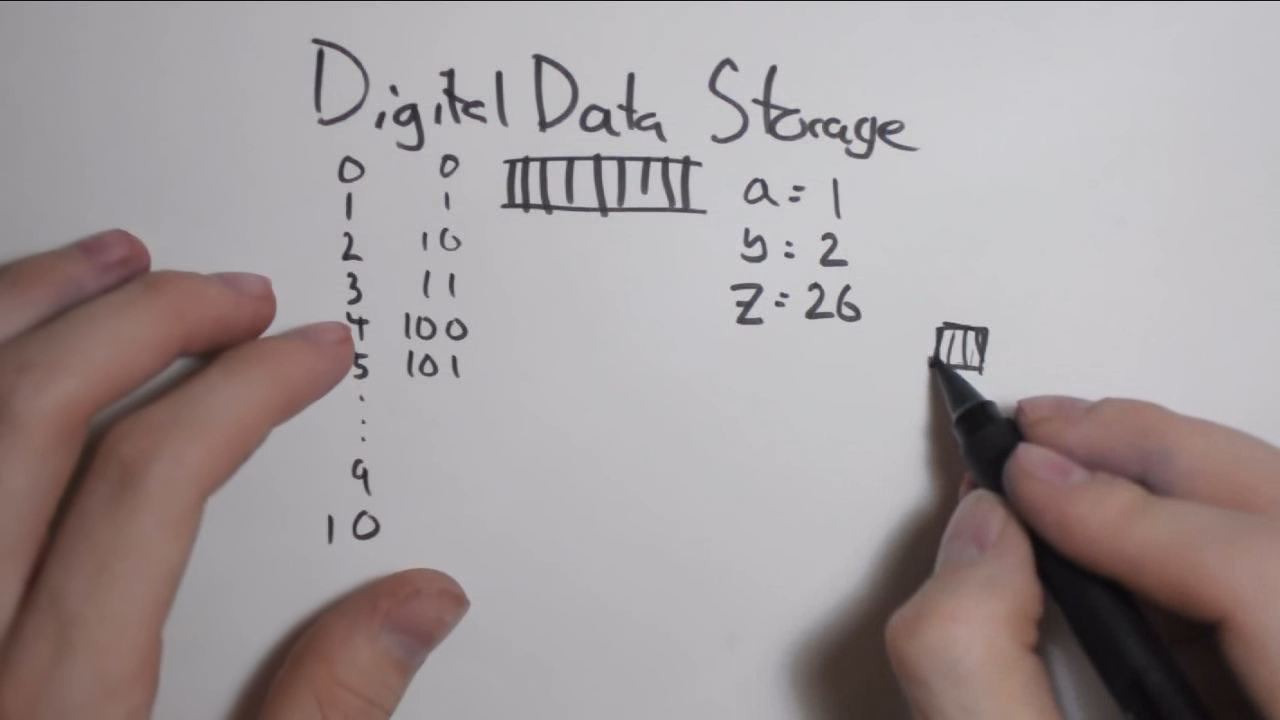 Digital Data Storage
0 0
1 1
2 10
3 11
4 100
5 101
9
10
a = 1
y = 2
z = 26